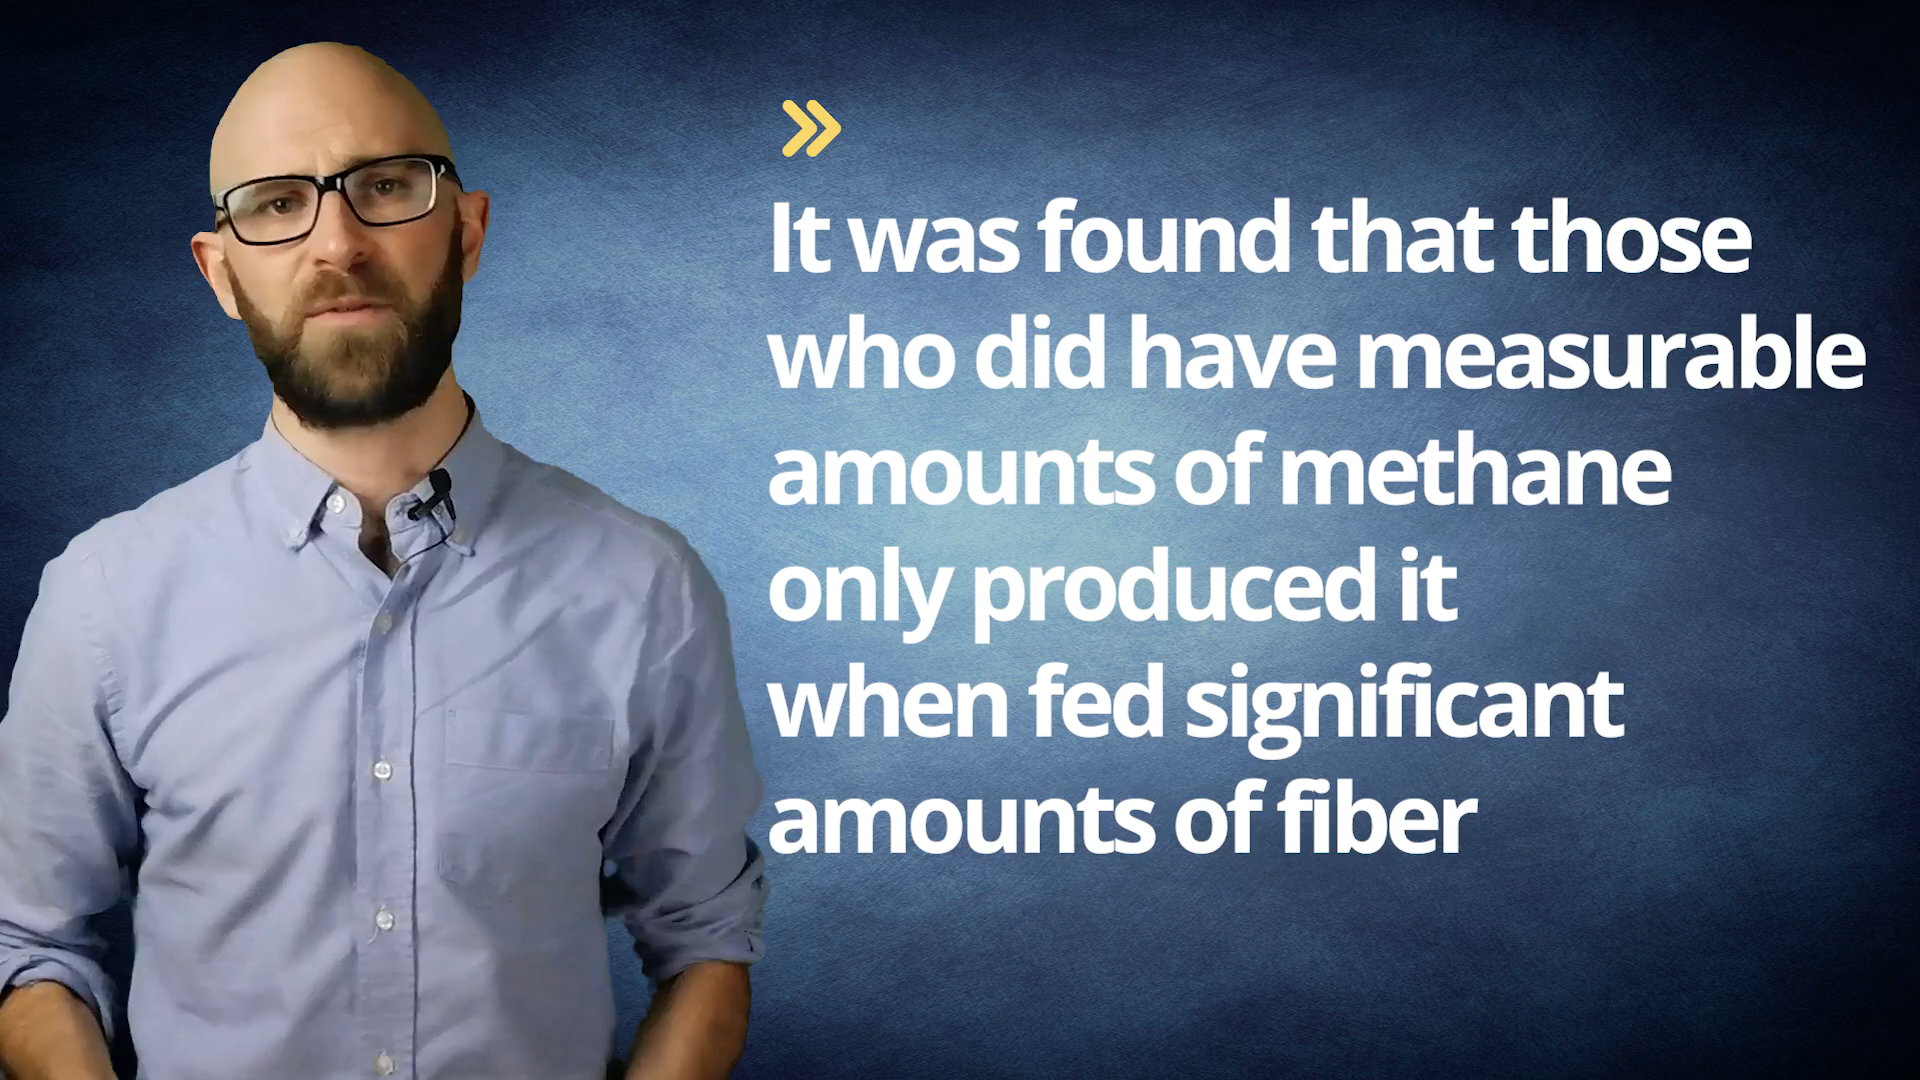 It was found that those
who did have measurable
amounts of methane
only produced it
when fed significant
amounts of fiber